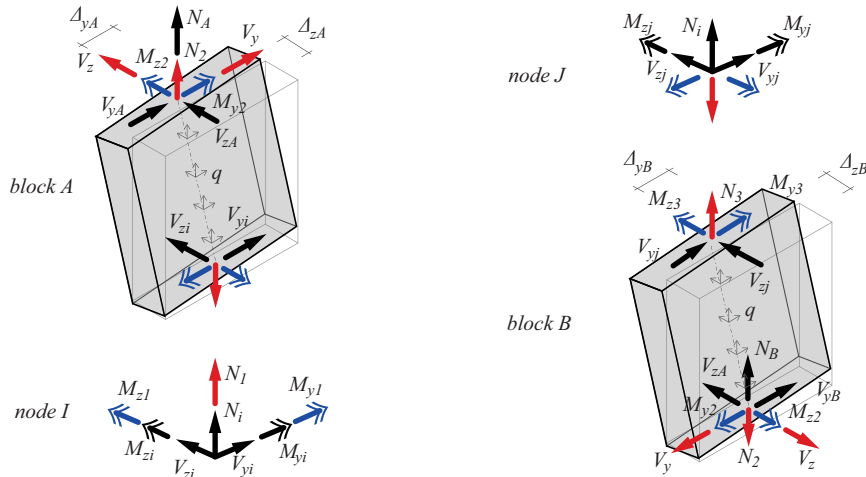 Δ_yA N_A Δ_zA
V_z M_z2 N_2 V_y
V_yA M_y2
V_zA
block A
q
V_zi V_yi
M_z1 N_1 M_y1
node I N_i
M_zi V_zi V_yi M_yi
M_zj N_i M_yj
node J
V_zj V_yj
Δ_yB Δ_zB
M_z3 N_3 M_y3
V_yj V_zj
block B
q
V_zA N_B
M_y2 V_yB
M_z2
V_y N_2 V_z